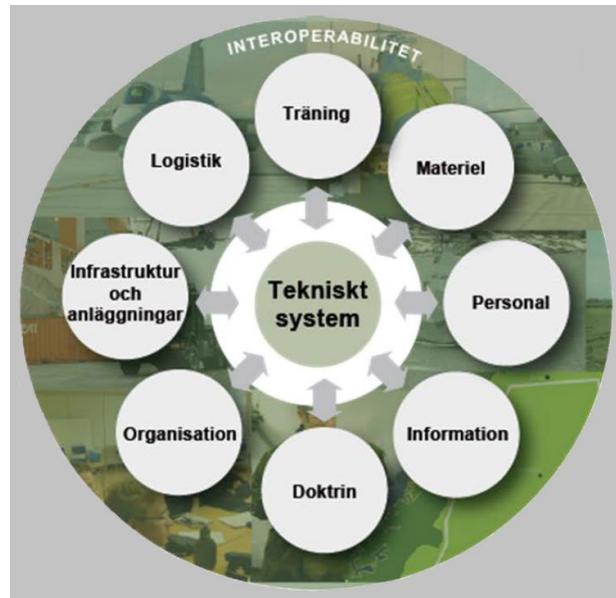 INTEROPERABILITET
Träning
Logistik
Materiel
Infrastruktur
och
anläggningar
Tekniskt
system
Personal
Organisation
Information
Doktrin